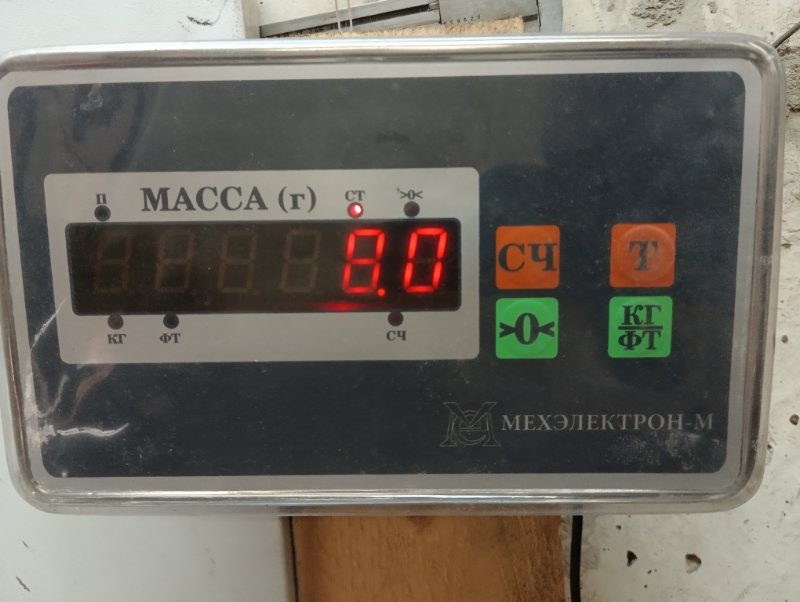 П
МАССА (г)
СТ
>0<
8.0
КГ
ФТ
СЧ
СЧ
Т
>0<
КГ
ФТ
МЕХЭЛЕКТРОН-М